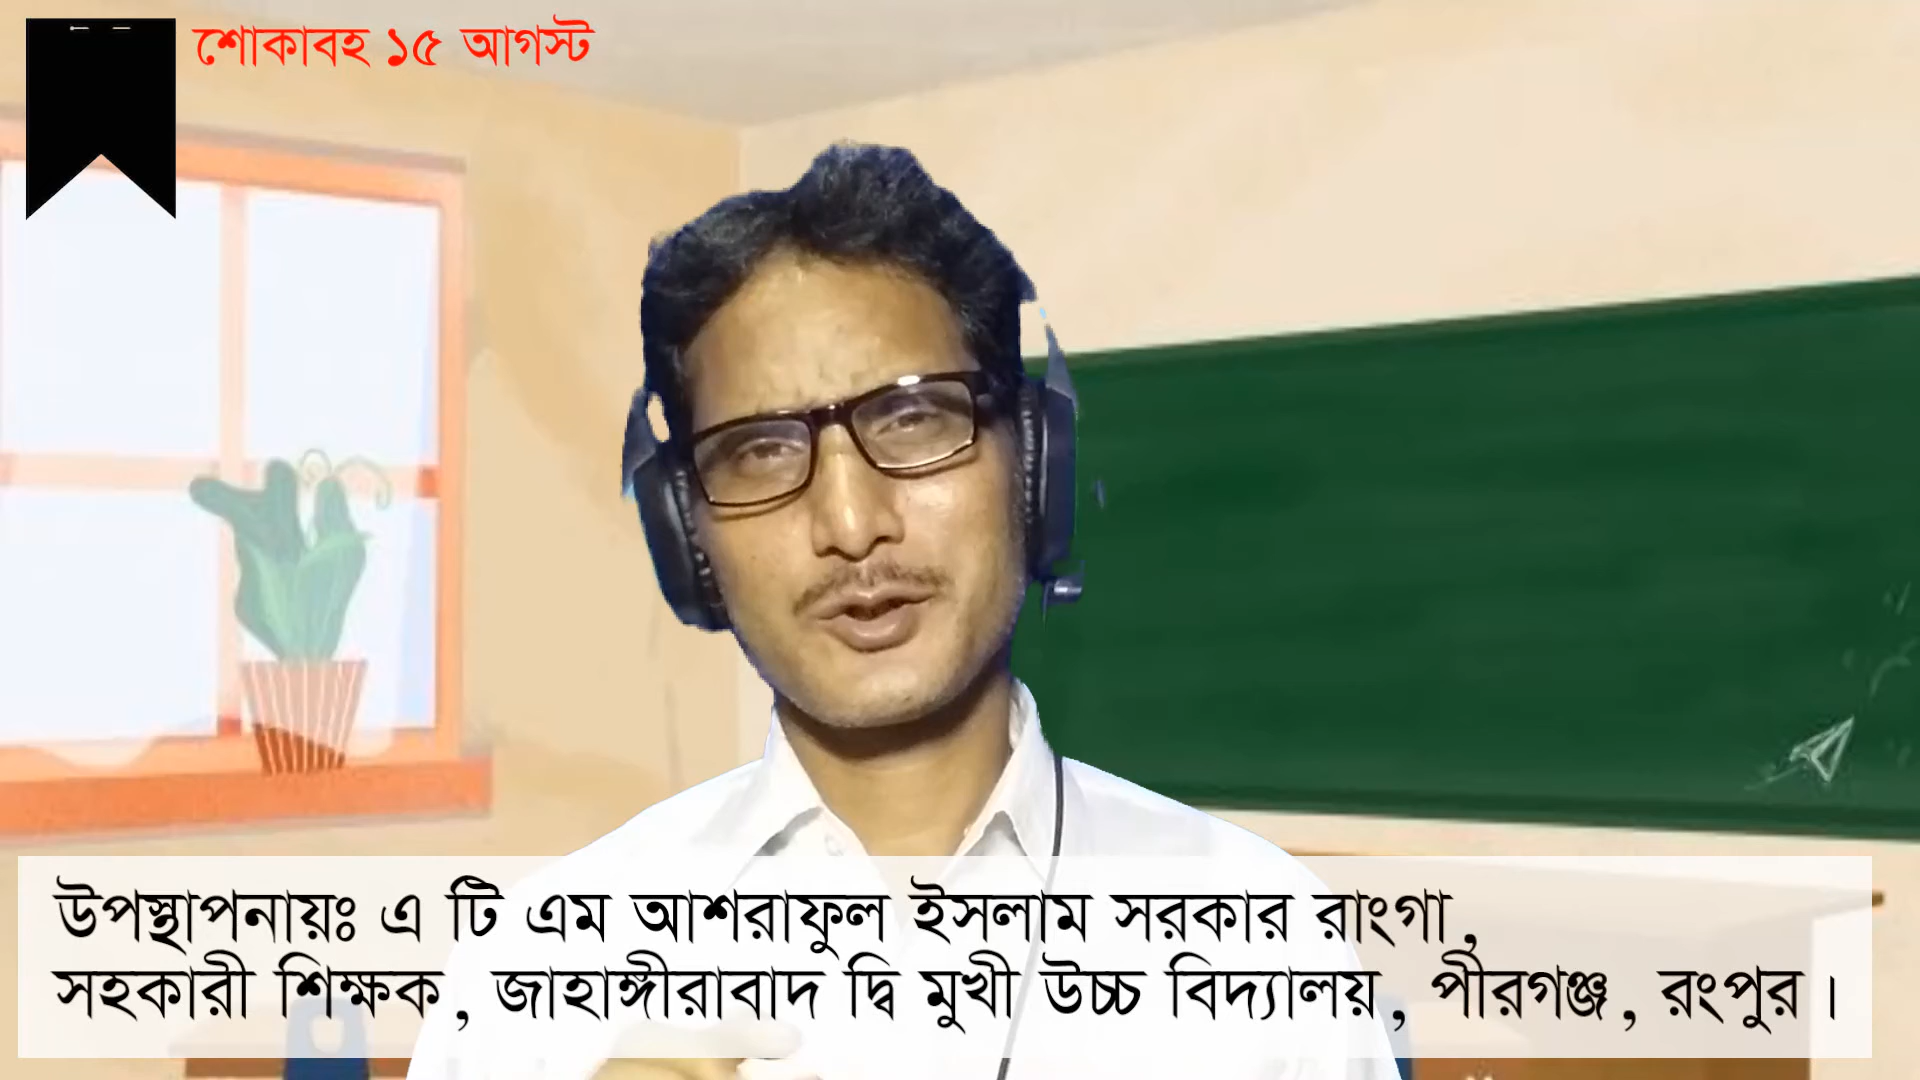 শোকাবহ ১৫ আগস্ট
উপস্থাপনায়ঃ এ টি এম আশরাফুল ইসলাম সরকার রাংগা,
সহকারী শিক্ষক, জাহাঙ্গীরাবাদ দ্বি মুখী উচ্চ বিদ্যালয়, পীরগঞ্জ, রংপুর।